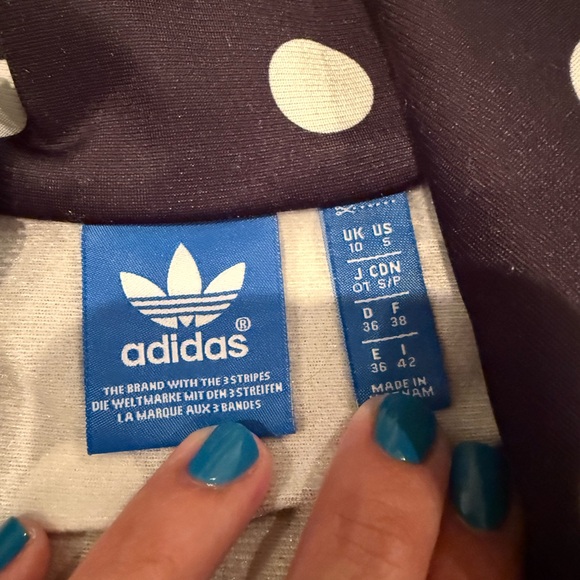 adidas®
THE BRAND WITH THE 3 STRIPES
DIE WELTMARKE MIT DEN 3 STREIFEN
LA MARQUE AUX 3 BANDES
UK US
10 5
J CDN
OT S/P
D F
36 38
E I
36 42
MADE IN